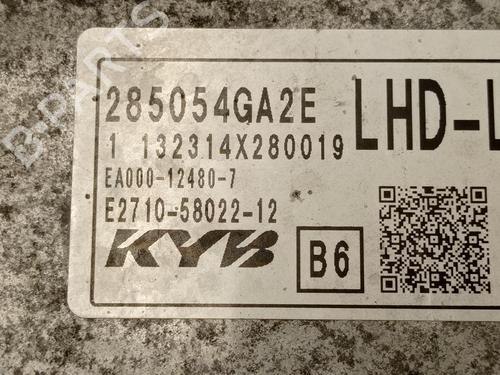 B-PARTS
285054GA2E
LHD-L
1 132314X280019
EA000-12480-7
E2710-58022-12
KYB
B6